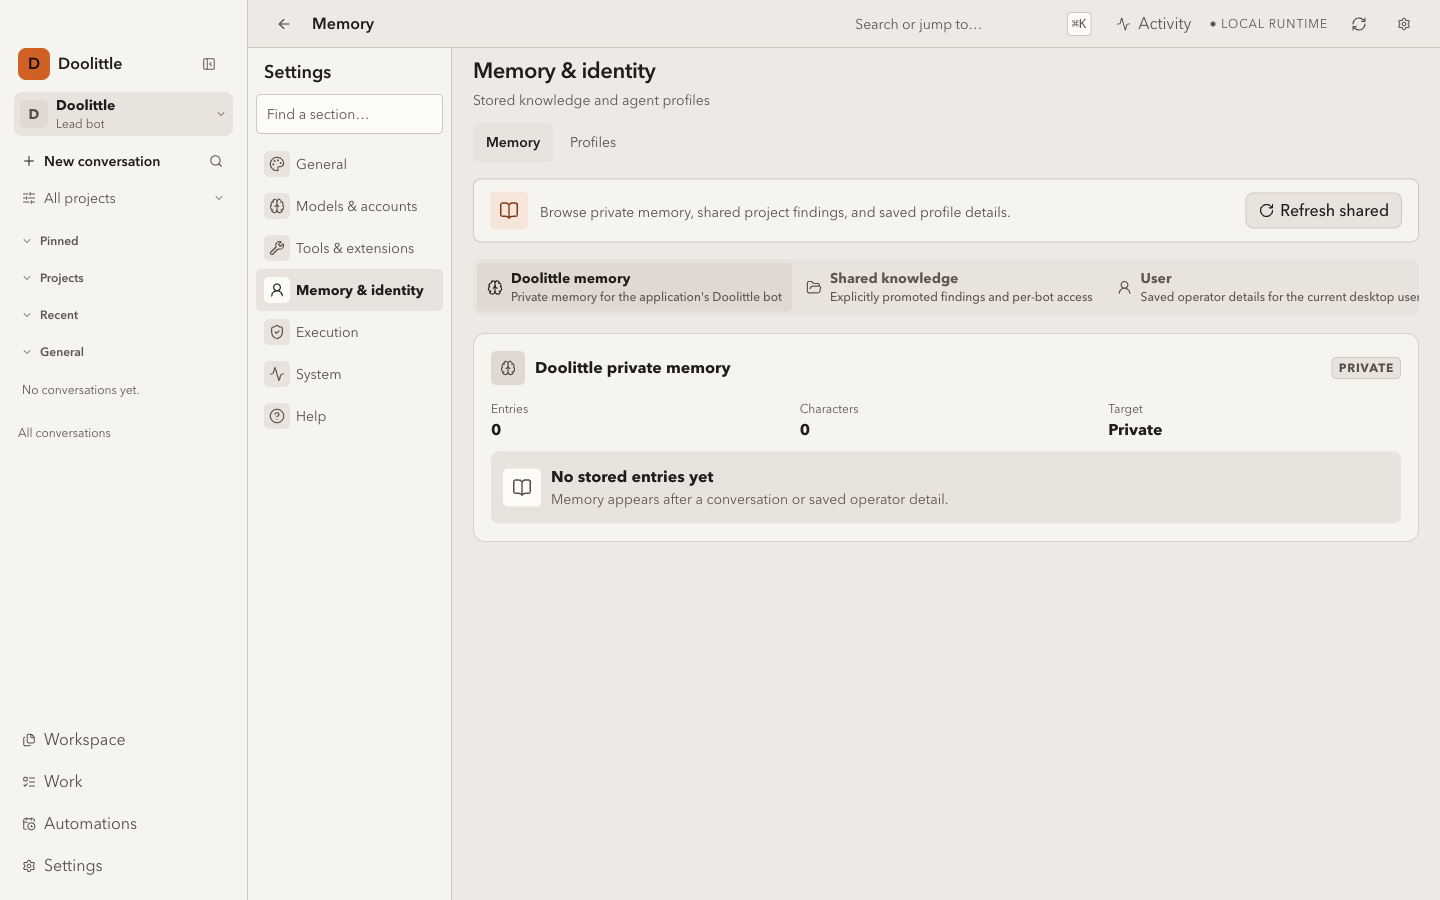 Memory
Search or jump to…
⌘K
Activity
LOCAL RUNTIME
D
Doolittle
D
Doolittle
Lead bot
New conversation
All projects
Pinned
Projects
Recent
General
No conversations yet.
All conversations
Workspace
Work
Automations
Settings
Settings
Find a section…
General
Models & accounts
Tools & extensions
Memory & identity
Execution
System
Help
Memory & identity
Stored knowledge and agent profiles
Memory
Profiles
Browse private memory, shared project findings, and saved profile details.
Refresh shared
Doolittle memory
Private memory for the application's Doolittle bot
Shared knowledge
Explicitly promoted findings and per-bot access
User
Saved operator details for the current desktop user
Doolittle private memory
PRIVATE
Entries
0
Characters
0
Target
Private
No stored entries yet
Memory appears after a conversation or saved operator detail.